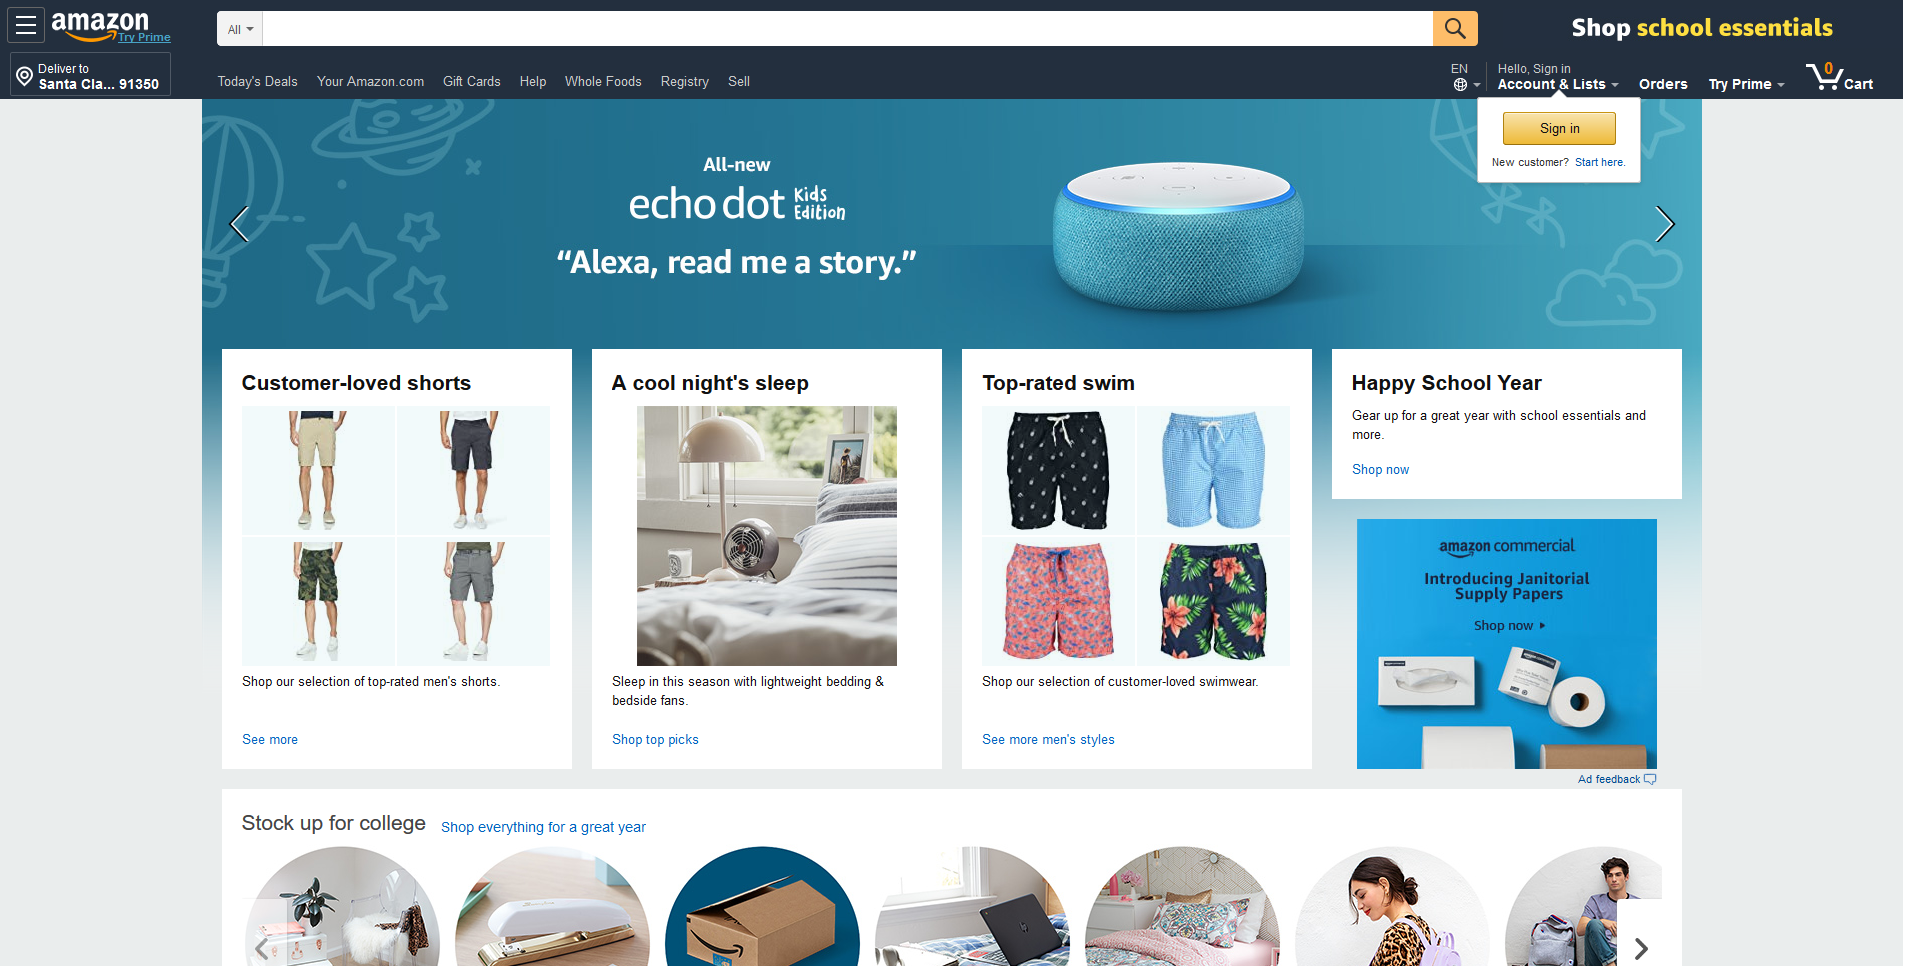 amazon
Try Prime
All
Shop school essentials
Deliver to
Santa Cla... 91350
Today's Deals
Your Amazon.com
Gift Cards
Help
Whole Foods
Registry
Sell
EN
Hello, Sign in
Account & Lists
Orders
Try Prime
0
Cart
Sign in
New customer? Start here.
All-new
echo dot Kids Edition
“Alexa, read me a story.”
Customer-loved shorts
Shop our selection of top-rated men's shorts.
See more
A cool night's sleep
Sleep in this season with lightweight bedding &
bedside fans.
Shop top picks
Top-rated swim
Shop our selection of customer-loved swimwear.
See more men's styles
Happy School Year
Gear up for a great year with school essentials and
more.
Shop now
amazon commercial
Introducing Janitorial
Supply Papers
Shop now
Ad feedback
Stock up for college
Shop everything for a great year